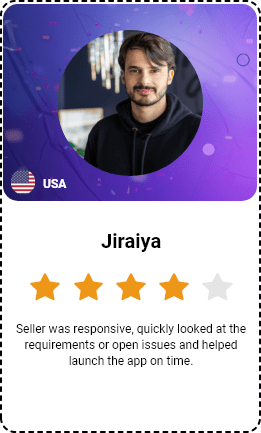 USA
Jiraiya
Seller was responsive, quickly looked at the
requirements or open issues and helped
launch the app on time.